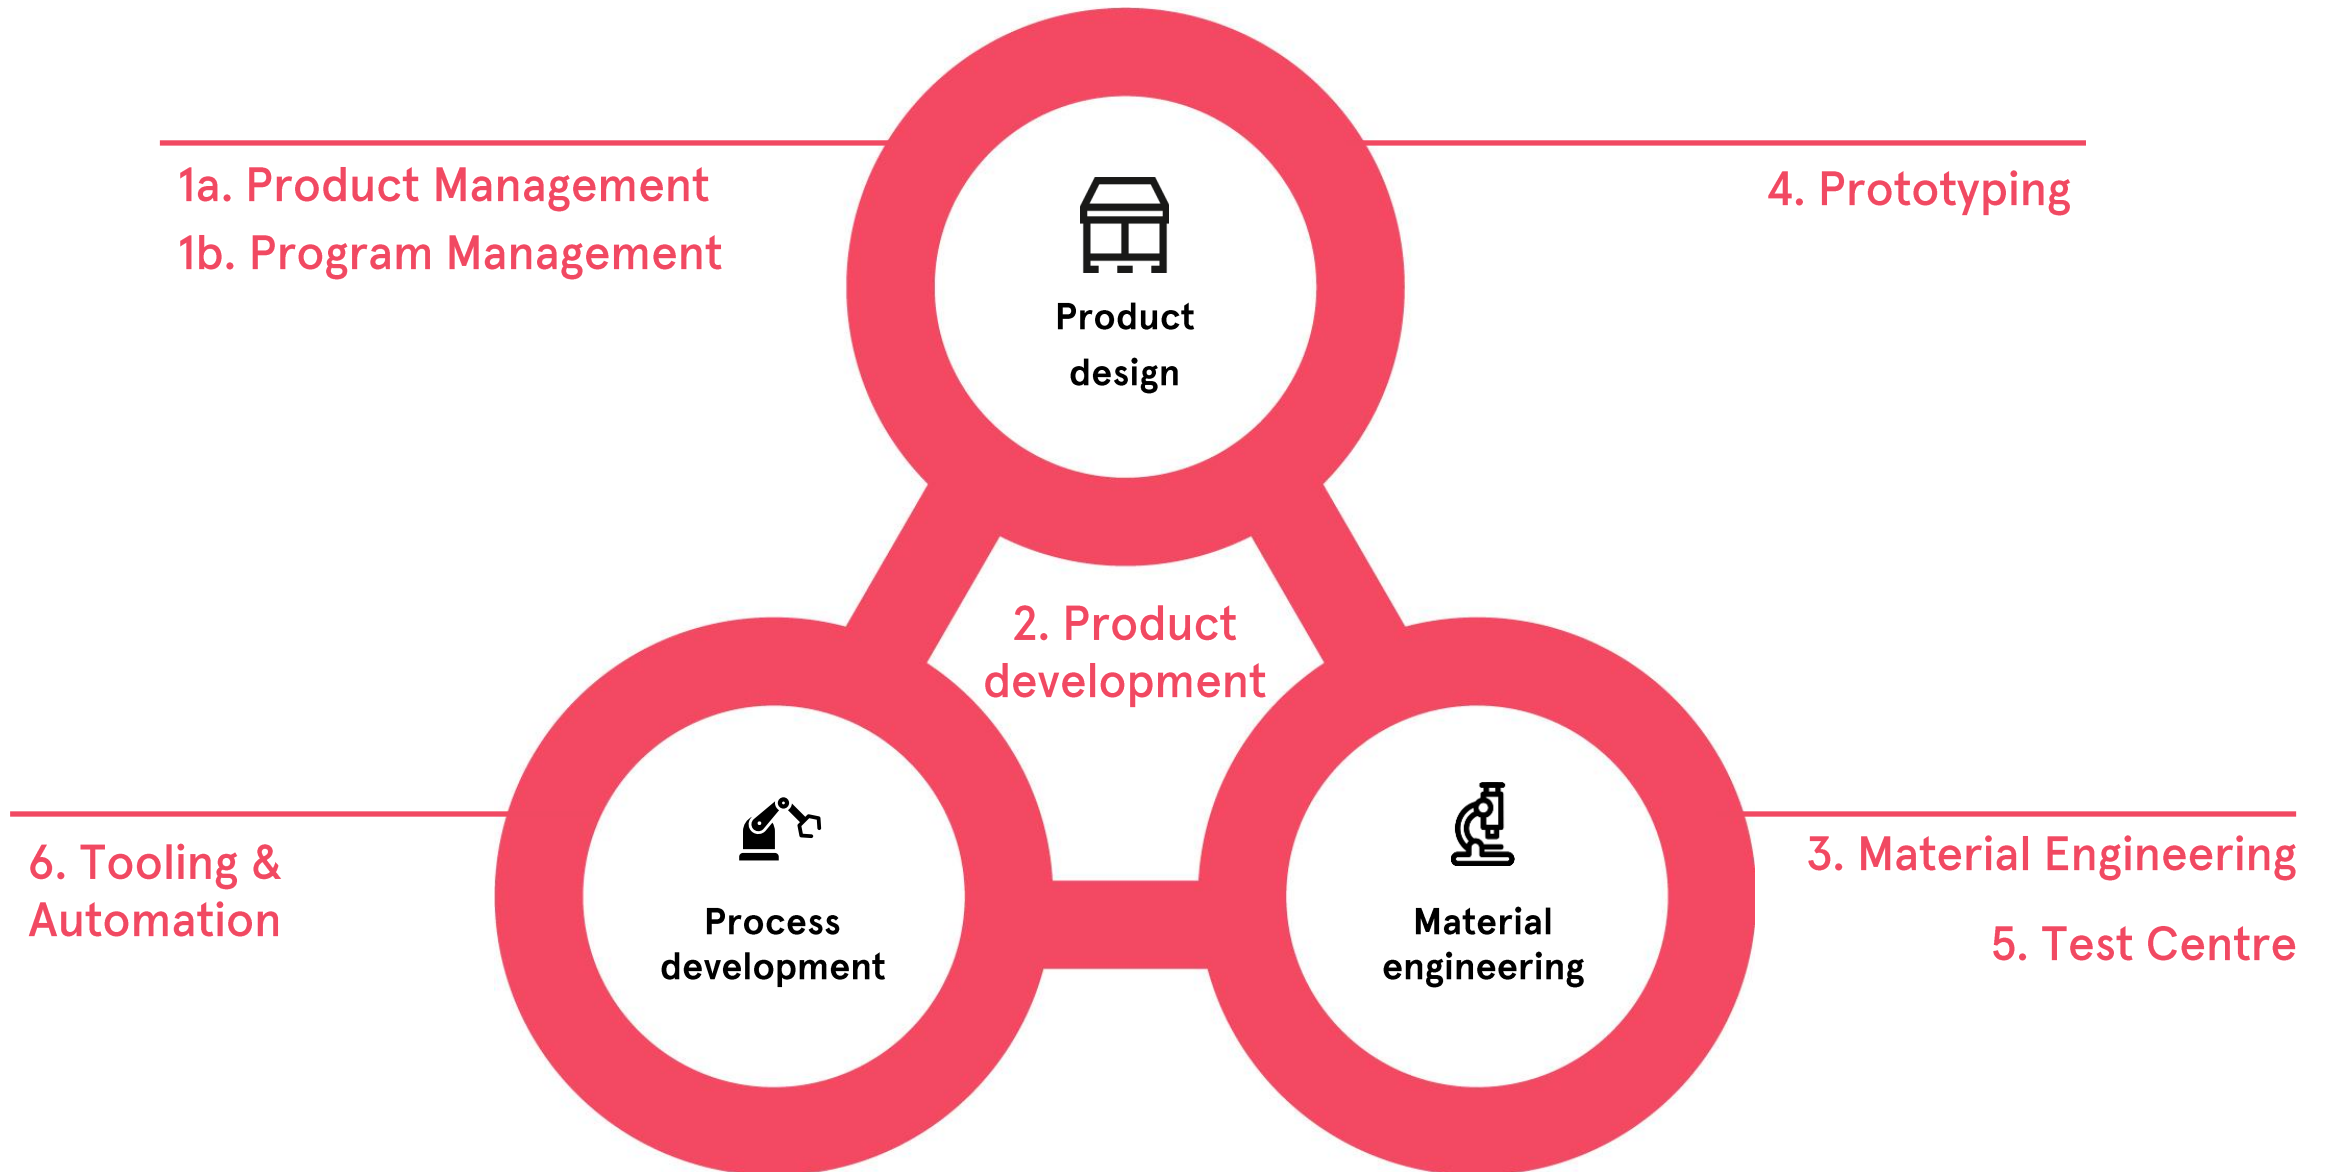 1a. Product Management
1b. Program Management
4. Prototyping
Product
design
2. Product
development
6. Tooling &
Automation
Process
development
Material
engineering
3. Material Engineering
5. Test Centre